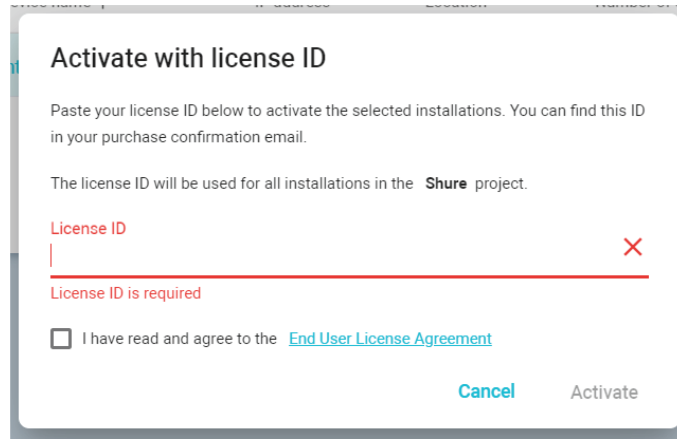 Location
Activate with license ID
Paste your license ID below to activate the selected installations. You can find this ID
in your purchase confirmation email.
The license ID will be used for all installations in the Shure project.
License ID
License ID is required
I have read and agree to the End User License Agreement
Cancel Activate